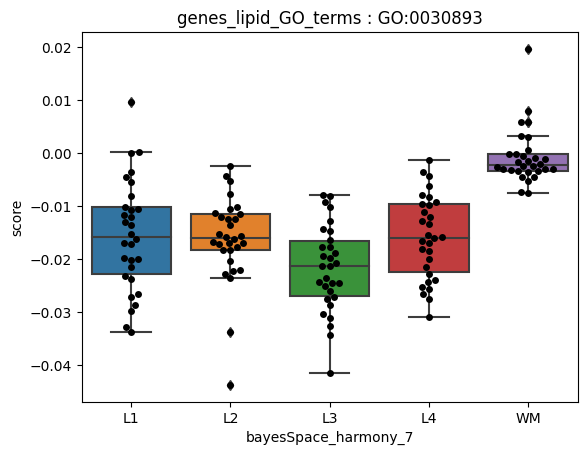 genes_lipid_GO_terms : GO:0030893
0.02
0.01
0.00
−0.01
−0.02
−0.03
−0.04
score
L1 L2 L3 L4 WM
bayesSpace_harmony_7